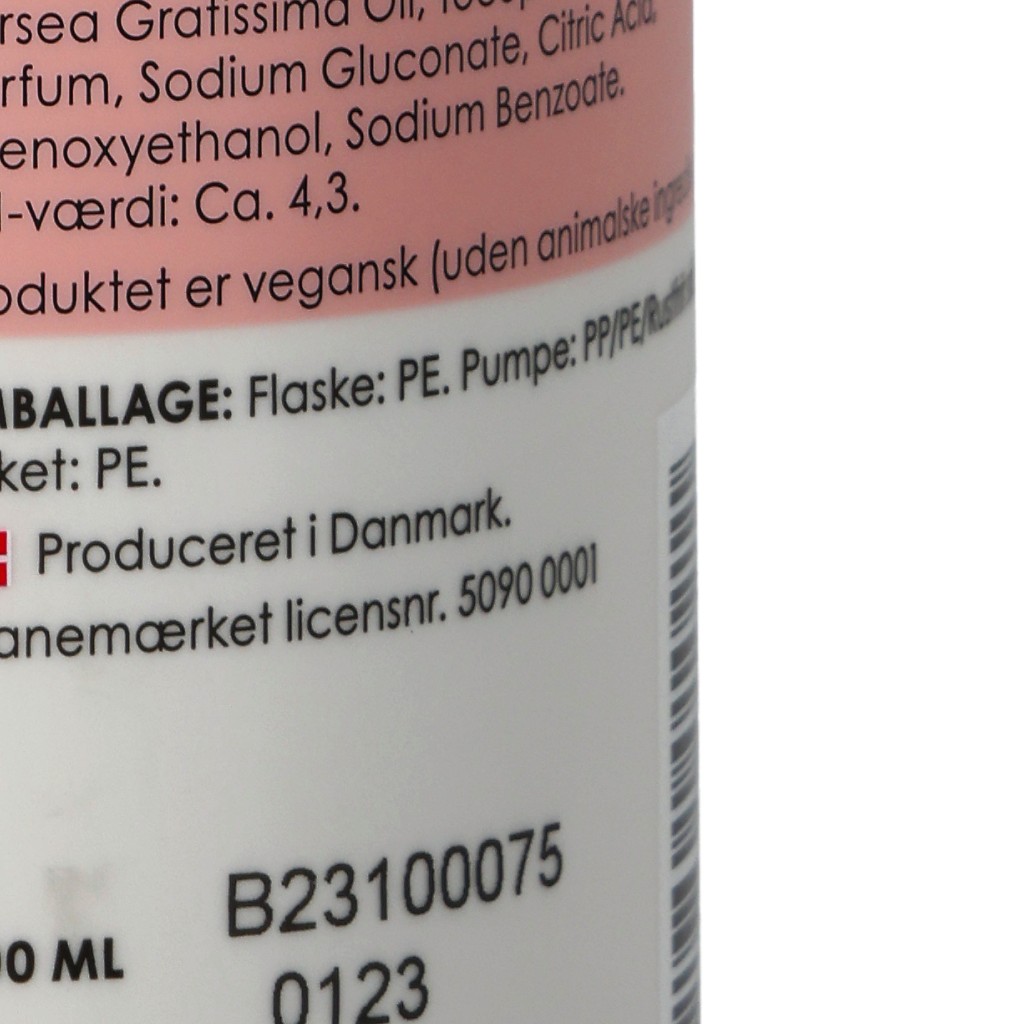 rsea Gratissima Oil,
rfum, Sodium Gluconate, Citric Acid,
enoxyethanol, Sodium Benzoate.
-værdi: Ca. 4,3.
oduktet er vegansk (uden animalske
MBALLAGE: Flaske: PE. Pumpe: PP/PE/
ket: PE.
Produceret i Danmark.
anemærket licensnr. 5090 0001
B23100075
0 ML
0123